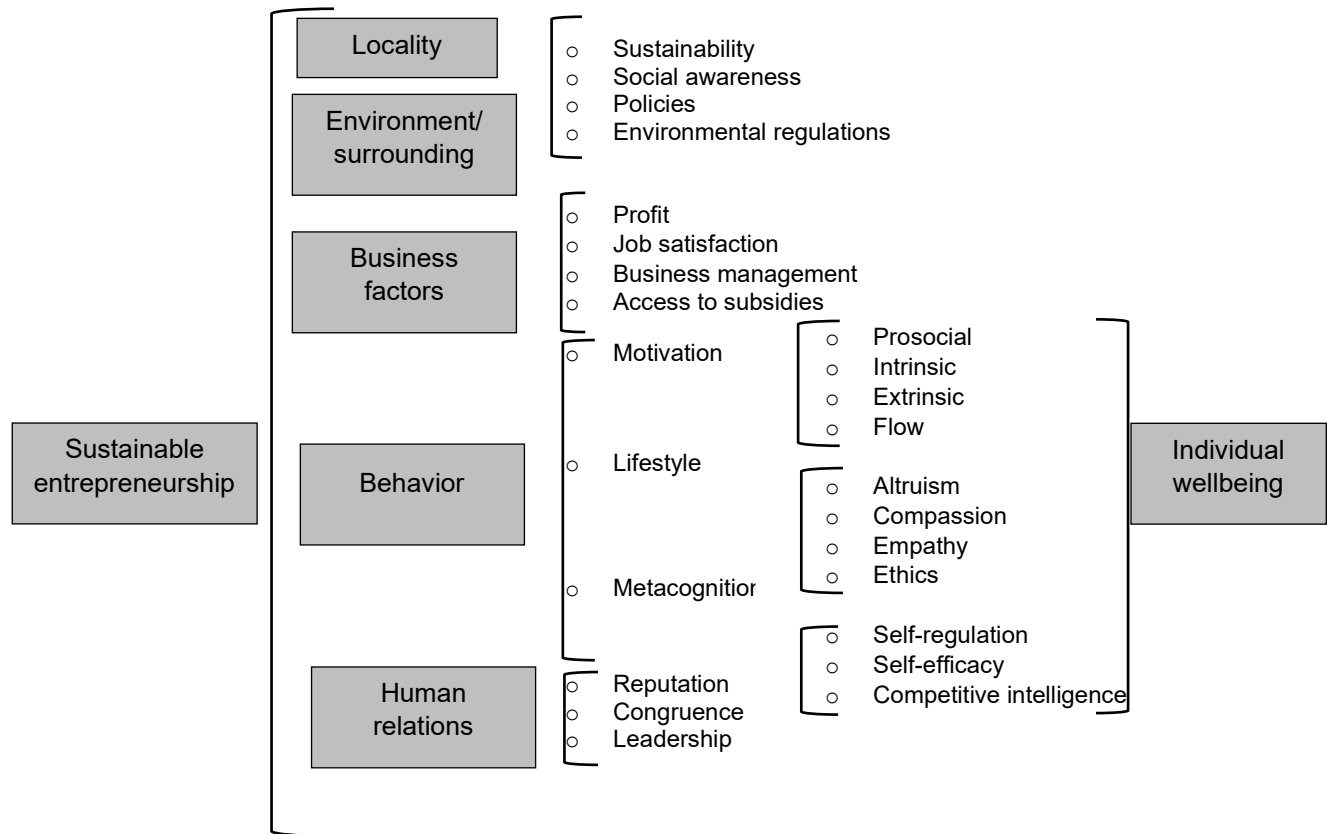 Locality
Sustainability
Social awareness
Policies
Environmental regulations
Environment/
surrounding
Business
factors
Profit
Job satisfaction
Business management
Access to subsidies
Sustainable
entrepreneurship
Behavior
Motivation
Lifestyle
Metacognition
Prosocial
Intrinsic
Extrinsic
Flow
Altruism
Compassion
Empathy
Ethics
Self-regulation
Self-efficacy
Competitive intelligence
Individual
wellbeing
Human
relations
Reputation
Congruence
Leadership